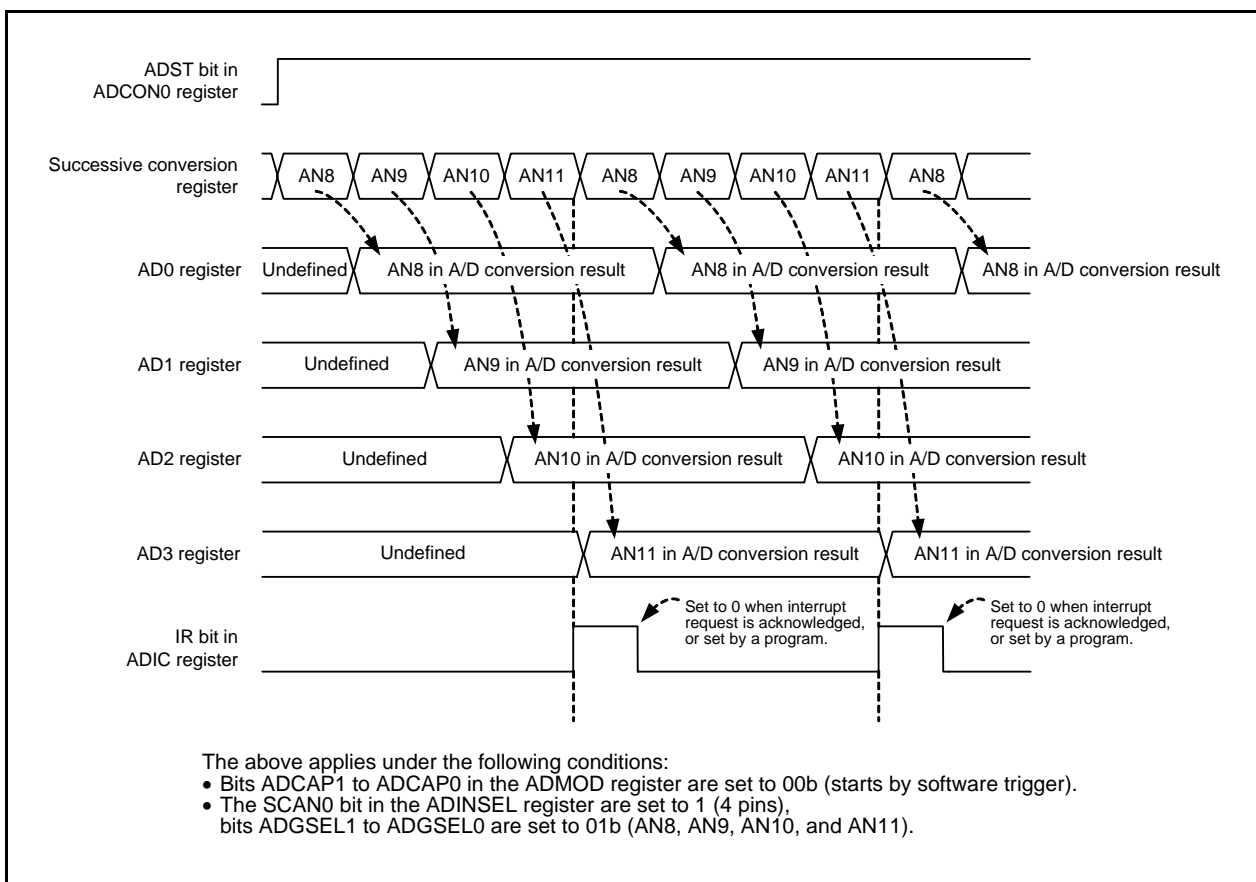 ADST bit in
ADCON0 register
Successive conversion
register
AN8 AN9 AN10 AN11 AN8 AN9 AN10 AN11 AN8
AD0 register
Undefined AN8 in A/D conversion result AN8 in A/D conversion result AN8 in A/D conversion result
AD1 register
Undefined AN9 in A/D conversion result AN9 in A/D conversion result
AD2 register
Undefined AN10 in A/D conversion result AN10 in A/D conversion result
AD3 register
Undefined AN11 in A/D conversion result AN11 in A/D conversion result
IR bit in
ADIC register
Set to 0 when interrupt
request is acknowledged,
or set by a program.
Set to 0 when interrupt
request is acknowledged,
or set by a program.
The above applies under the following conditions:
• Bits ADCAP1 to ADCAP0 in the ADMOD register are set to 00b (starts by software trigger).
• The SCAN0 bit in the ADINSEL register are set to 1 (4 pins),
bits ADGSEL1 to ADGSEL0 are set to 01b (AN8, AN9, AN10, and AN11).